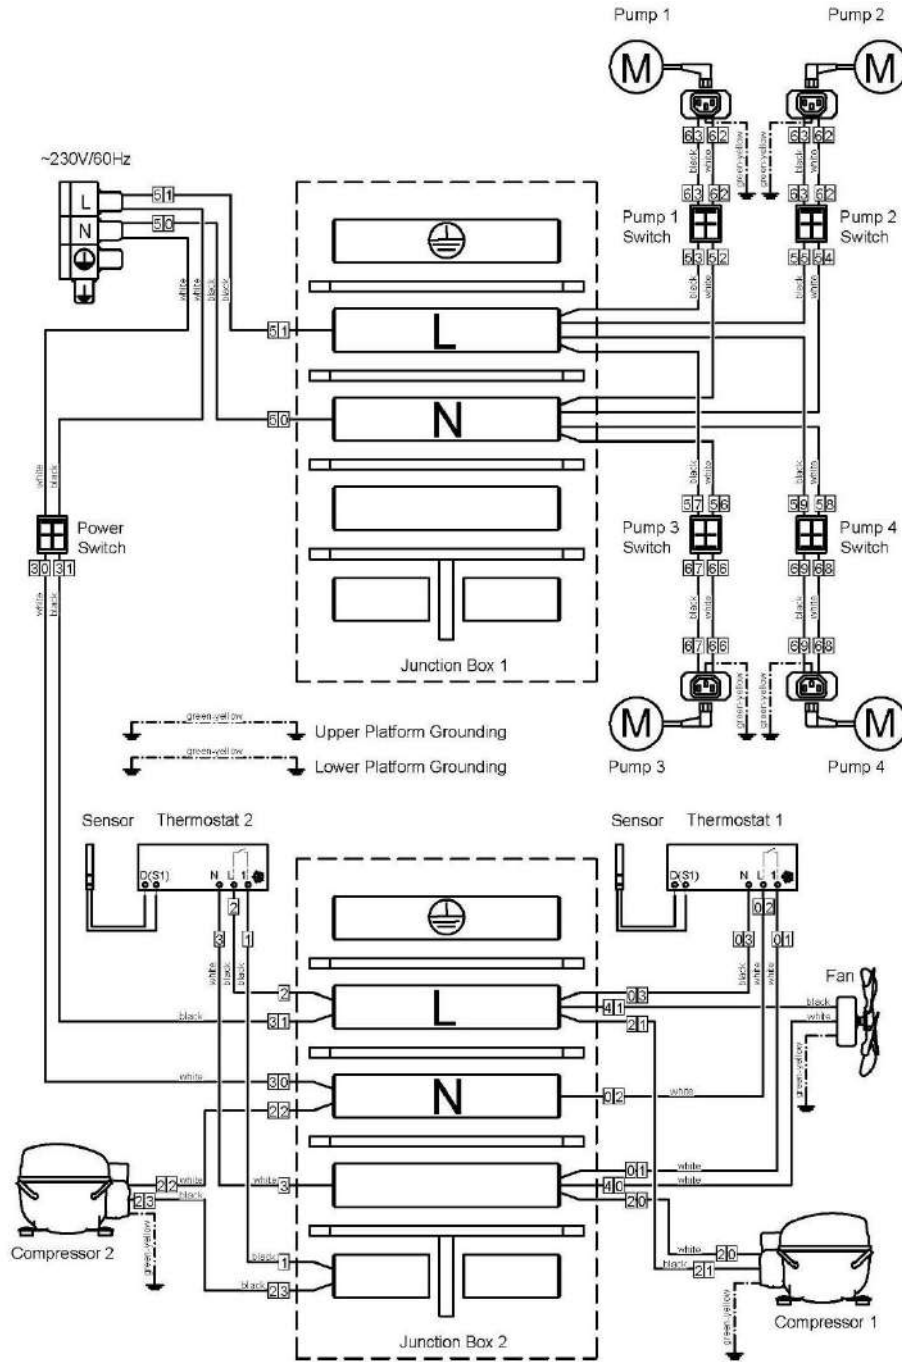 Pump 1
Pump 2
M
M
63 62
63 62
black
white
green-yellow
green-yellow
black
white
63 62
63 62
Pump 1
Switch
Pump 2
Switch
53 52
55 54
black
white
black
white
~230V/60Hz
L
N
51
50
white
white
black
black
51
L
50
N
Junction Box 1
white
black
Power
Switch
30 31
white
black
black
white
black
white
57 56
59 58
Pump 3
Switch
Pump 4
Switch
67 66
69 68
black
white
black
white
67 66
69 68
green-yellow
green-yellow
M
M
Pump 3
Pump 4
green-yellow
Upper Platform Grounding
green-yellow
Lower Platform Grounding
Sensor
Thermostat 2
D(S1)
N L 1
2
3
1
white
black
black
Sensor
Thermostat 1
D(S1)
N L 1
02
03
01
black
white
white
2
L
03
41
21
black
31
black
white
Fan
green-yellow
white
30
22
N
02
white
white
3
01
white
40
white
20
22
white
23
black
green-yellow
Compressor 2
black
1
black
23
white
20
black
21
green-yellow
Compressor 1
Junction Box 2